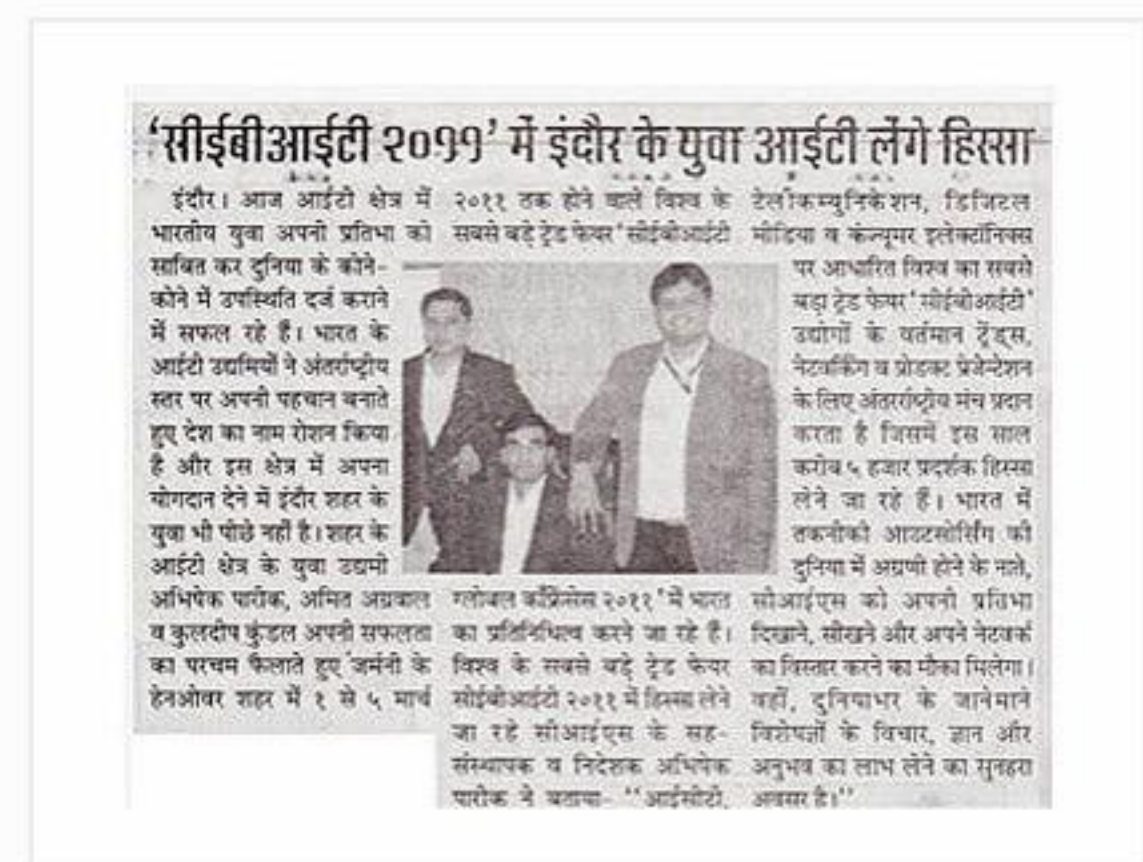 ‘सीईबीआईटी २०११’ में इंदौर के युवा आईटी लेंगे हिस्सा
इंदौर। आज आईटी क्षेत्र में
भारतीय युवा अपनी प्रतिभा को
साबित कर दुनिया के कोने-
कोने में उपस्थिति दर्ज कराने
में सफल रहे हैं। भारत के
आईटी उद्यमियों ने अंतर्राष्ट्रीय
स्तर पर अपनी पहचान बनाते
हुए देश का नाम रोशन किया
है और इस क्षेत्र में अपना
योगदान देने में इंदौर शहर के
युवा भी पीछे नहीं है। शहर के
आईटी क्षेत्र के युवा उद्यमी
अभिषेक पारीक, अमित अग्रवाल
व कुलदीप कुंडल अपनी सफलता
का परचम फैलाते हुए जर्मनी के
हेनओवर शहर में १ से ५ मार्च
२०११ तक होने वाले विश्व के
सबसे बड़े ट्रेड फेयर ‘सीईबीआईटी
ग्लोबल कांफ्रेंसेस २०११’ में भारत
का प्रतिनिधित्व करने जा रहे हैं।
विश्व के सबसे बड़े ट्रेड फेयर
सीईबीआईटी २०११ में हिस्सा लेने
जा रहे सीआईएस के सह-
संस्थापक व निदेशक अभिषेक
पारीक ने बताया- ‘‘आईसीटी,
टेलीकम्युनिकेशन, डिजिटल
मीडिया व कंज्यूमर इलेक्ट्रॉनिक्स
पर आधारित विश्व का सबसे
बड़ा ट्रेड फेयर ‘सीईबीआईटी’
उद्योगों के वर्तमान ट्रेंड्स,
नेटवर्किंग व प्रोडक्ट प्रेजेन्टेशन
के लिए अंतरर्राष्ट्रीय मंच प्रदान
करता है जिसमें इस साल
करीब ५ हजार प्रदर्शक हिस्सा
लेने जा रहे हैं। भारत में
तकनीकी आउटसोर्सिंग की
दुनिया में अग्रणी होने के नाते,
सीआईएस को अपनी प्रतिभा
दिखाने, सीखने और अपने नेटवर्क
का विस्तार करने का मौका मिलेगा।
वहीं, दुनियाभर के जानेमाने
विशेषज्ञों के विचार, ज्ञान और
अनुभव का लाभ लेने का सुनहरा
अवसर है।’’